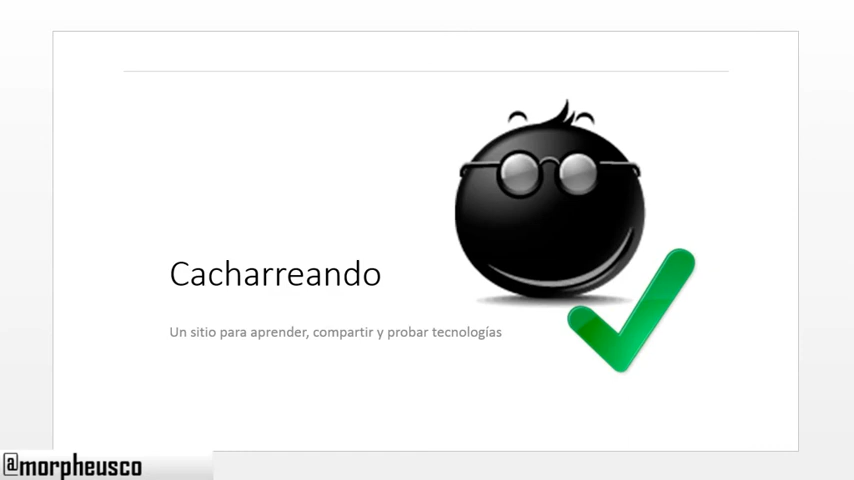 Cacharreando
Un sitio para aprender, compartir y probar tecnologías
@morpheusco